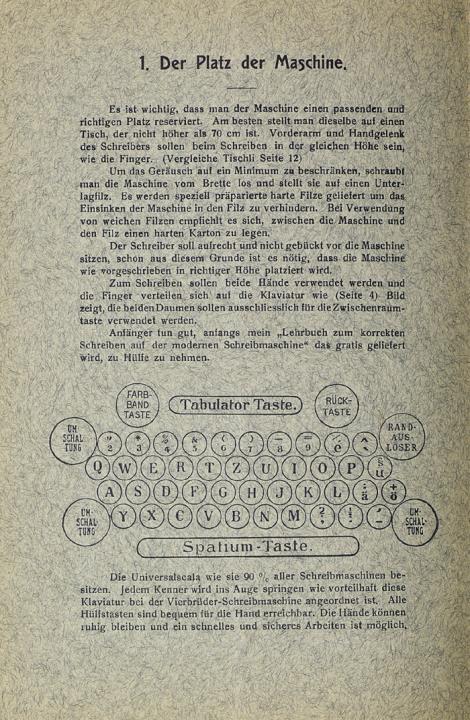 1. Der Platz der Maschine.
Es ist wichtig, dass man der Maschine einen passenden und
richtigen Platz reserviert. Am besten stellt man dieselbe auf einen
Tisch, der nicht höher als 70 cm ist. Vorderarm und Handgelenk
des Schreibers sollen beim Schreiben in der gleichen Höhe sein,
wie die Finger. (Vergleiche Tischli Seite 12)
Um das Geräusch auf ein Minimum zu beschränken, schraubt
man die Maschine vom Brette los und stellt sie auf einen Unter-
lagfilz. Es werden speziell präparierte harte Filze geliefert um das
Einsinken der Maschine in den Filz zu verhindern. Bei Verwendung
von weichen Filzen empfiehlt es sich, zwischen die Maschine und
den Filz einen harten Karton zu legen.
Der Schreiber soll aufrecht und nicht gebückt vor die Maschine
sitzen, schon aus diesem Grunde ist es nötig, dass die Maschine
wie vorgeschrieben in richtiger Höhe platziert wird.
Zum Schreiben sollen beide Hände verwendet werden und
die Finger verteilen sich auf die Klaviatur wie (Seite 4) Bild
zeigt, die beiden Daumen sollen ausschliesslich für die Zwischenraum-
taste verwendet werden.
Anfänger tun gut, anfangs mein „Lehrbuch zum korrekten
Schreiben auf der modernen Schreibmaschine“ das gratis geliefert
wird, zu Hülfe zu nehmen.
FARB-
BAND
TASTE
Tabulator Taste.
RÜCK-
TASTE
UM
SCHAL
TUNG
2 3 4 5 6 7 8 9
RAND-
AUS-
LÖSER
Q W E R T Z U I O P ü
A S D F G H J K L ä ö
UM-
SCHAL-
TUNG
Y X C V B N M ? !
UM-
SCHAL-
TUNG
Spatium-Taste.
Die Universalscala wie sie 90 % aller Schreibmaschinen be-
sitzen. Jedem Kenner wird ins Auge springen wie vorteilhaft diese
Klaviatur bei der Vierbrüder-Schreibmaschine angeordnet ist. Alle
Hülfstasten sind bequem für die Hand erreichbar. Die Hände können
ruhig bleiben und ein schnelles und sicheres Arbeiten ist möglich.